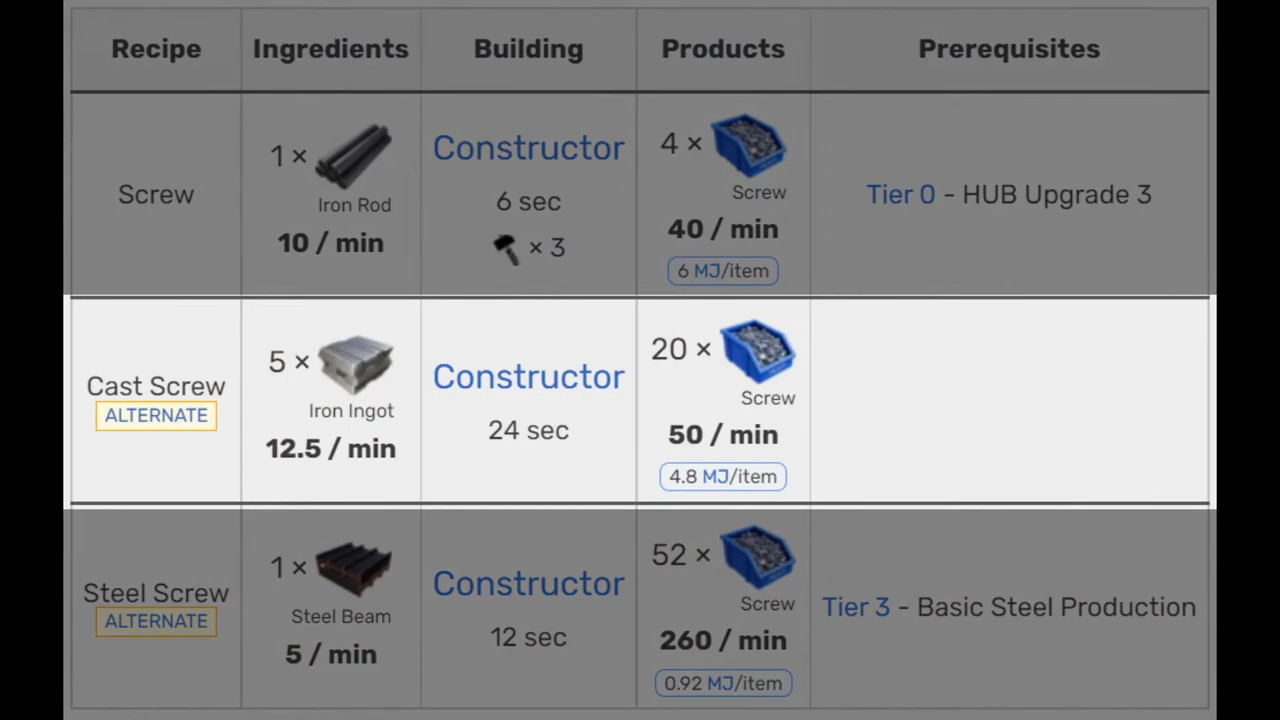 Recipe Ingredients Building Products Prerequisites
Screw
1 ×
Iron Rod
10 / min
Constructor
6 sec
× 3
4 ×
Screw
40 / min
6 MJ/item
Tier 0 - HUB Upgrade 3
Cast Screw
ALTERNATE
5 ×
Iron Ingot
12.5 / min
Constructor
24 sec
20 ×
Screw
50 / min
4.8 MJ/item
Steel Screw
ALTERNATE
1 ×
Steel Beam
5 / min
Constructor
12 sec
52 ×
Screw
260 / min
0.92 MJ/item
Tier 3 - Basic Steel Production